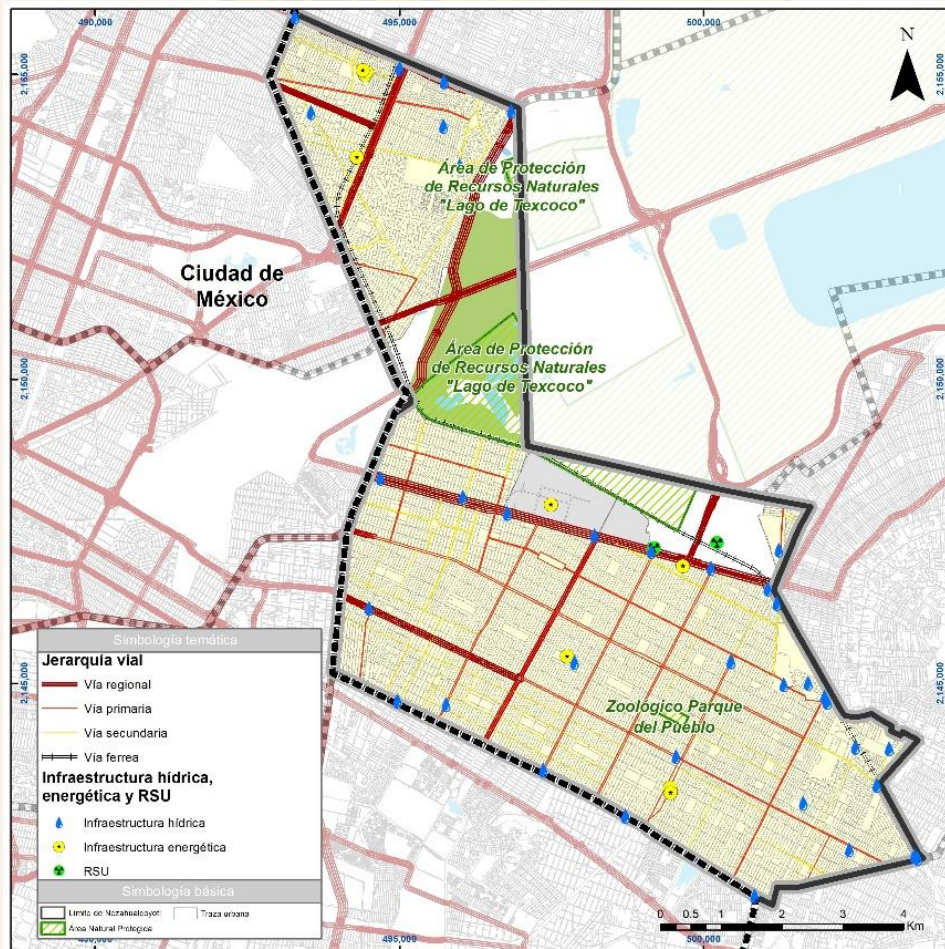 490,000
495,000
500,000
N
2,155,000
2,155,000
Área de Protección
de Recursos Naturales
"Lago de Texcoco"
Ciudad de
México
Área de Protección
de Recursos Naturales
"Lago de Texcoco"
2,150,000
2,150,000
Zoológico Parque
del Pueblo
2,145,000
2,145,000
Simbología temática
Jerarquía vial
Vía regional
Vía primaria
Vía secundaria
Vía ferrea
Infraestructura hídrica,
energética y RSU
Infraestructura hídrica
Infraestructura energética
RSU
Simbología básica
Límite de Nezahualcoyotl
Traza urbana
Área Natural Protegida
0 0.5 1 2 3 4
Km
490,000
495,000
500,000